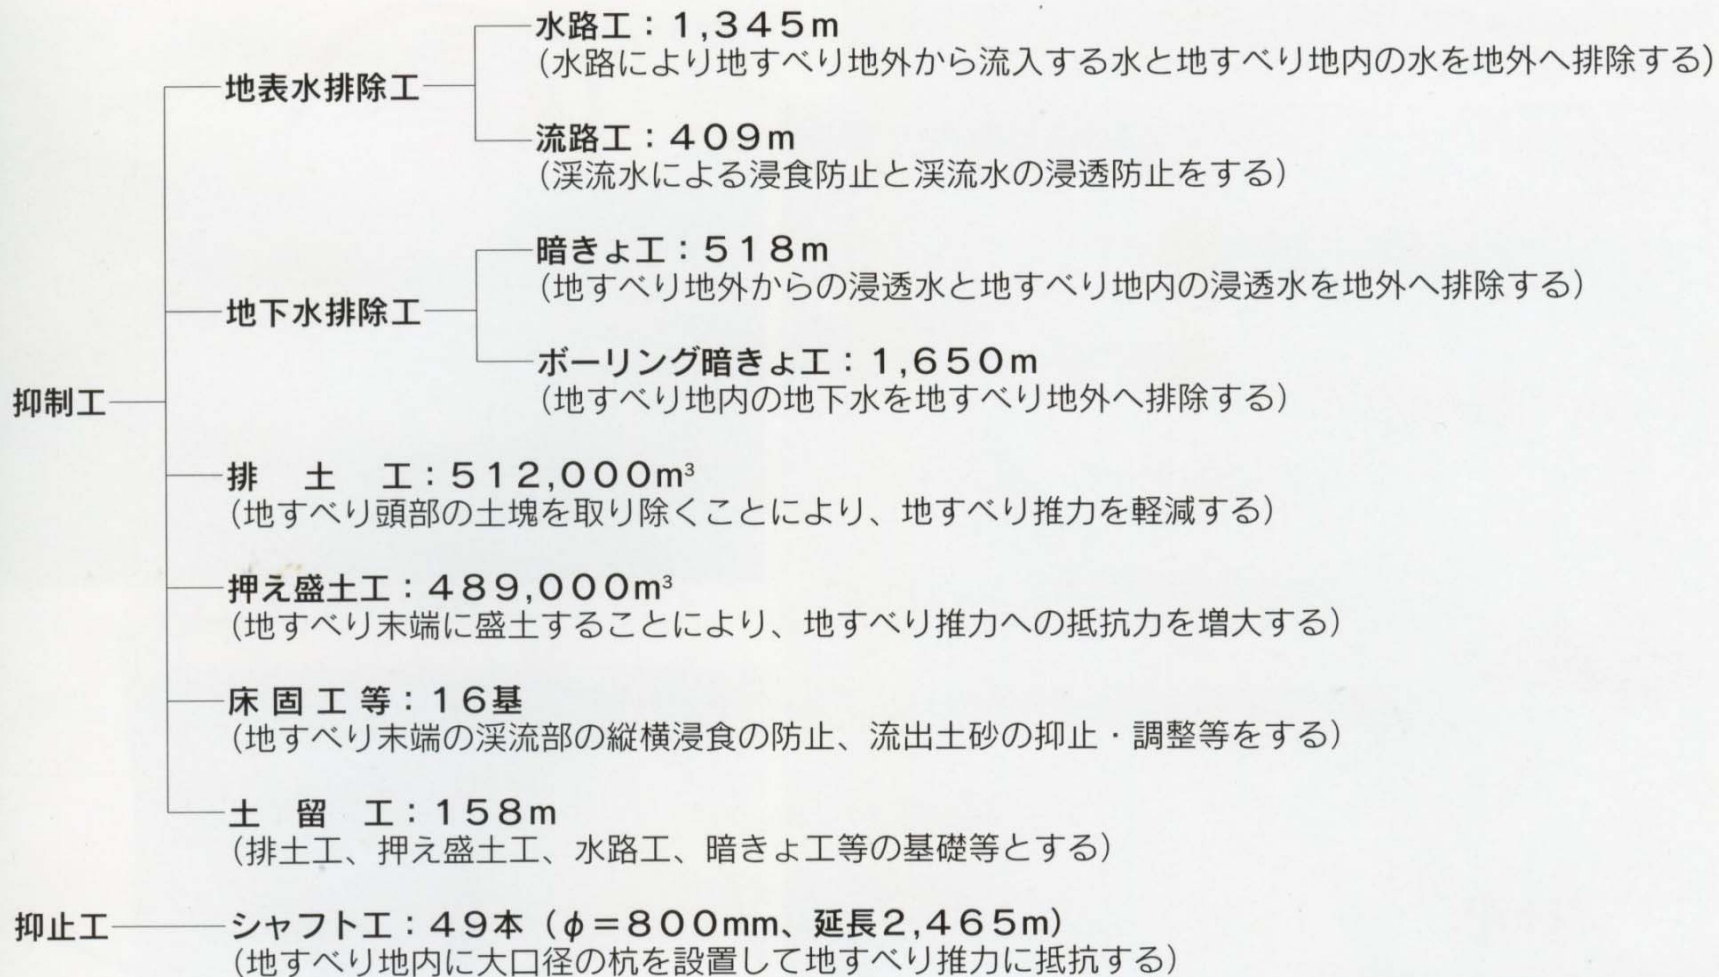 水路工：1,345m
（水路により地すべり地外から流入する水と地すべり地内の水を地外へ排除する）
地表水排除工
流路工：409m
（渓流水による浸食防止と渓流水の浸透防止をする）
暗きょ工：518m
（地すべり地外からの浸透水と地すべり地内の浸透水を地外へ排除する）
地下水排除工
ボーリング暗きょ工：1,650m
（地すべり地内の地下水を地すべり地外へ排除する）
抑制工
排　土　工：512,000m³
（地すべり頭部の土塊を取り除くことにより、地すべり推力を軽減する）
押え盛土工：489,000m³
（地すべり末端に盛土することにより、地すべり推力への抵抗力を増大する）
床固工等：16基
（地すべり末端の渓流部の縦横浸食の防止、流出土砂の抑止・調整等をする）
土　留　工：158m
（排土工、押え盛土工、水路工、暗きょ工等の基礎等とする）
抑止工
シャフト工：49本（φ＝800mm、延長2,465m）
（地すべり地内に大口径の杭を設置して地すべり推力に抵抗する）